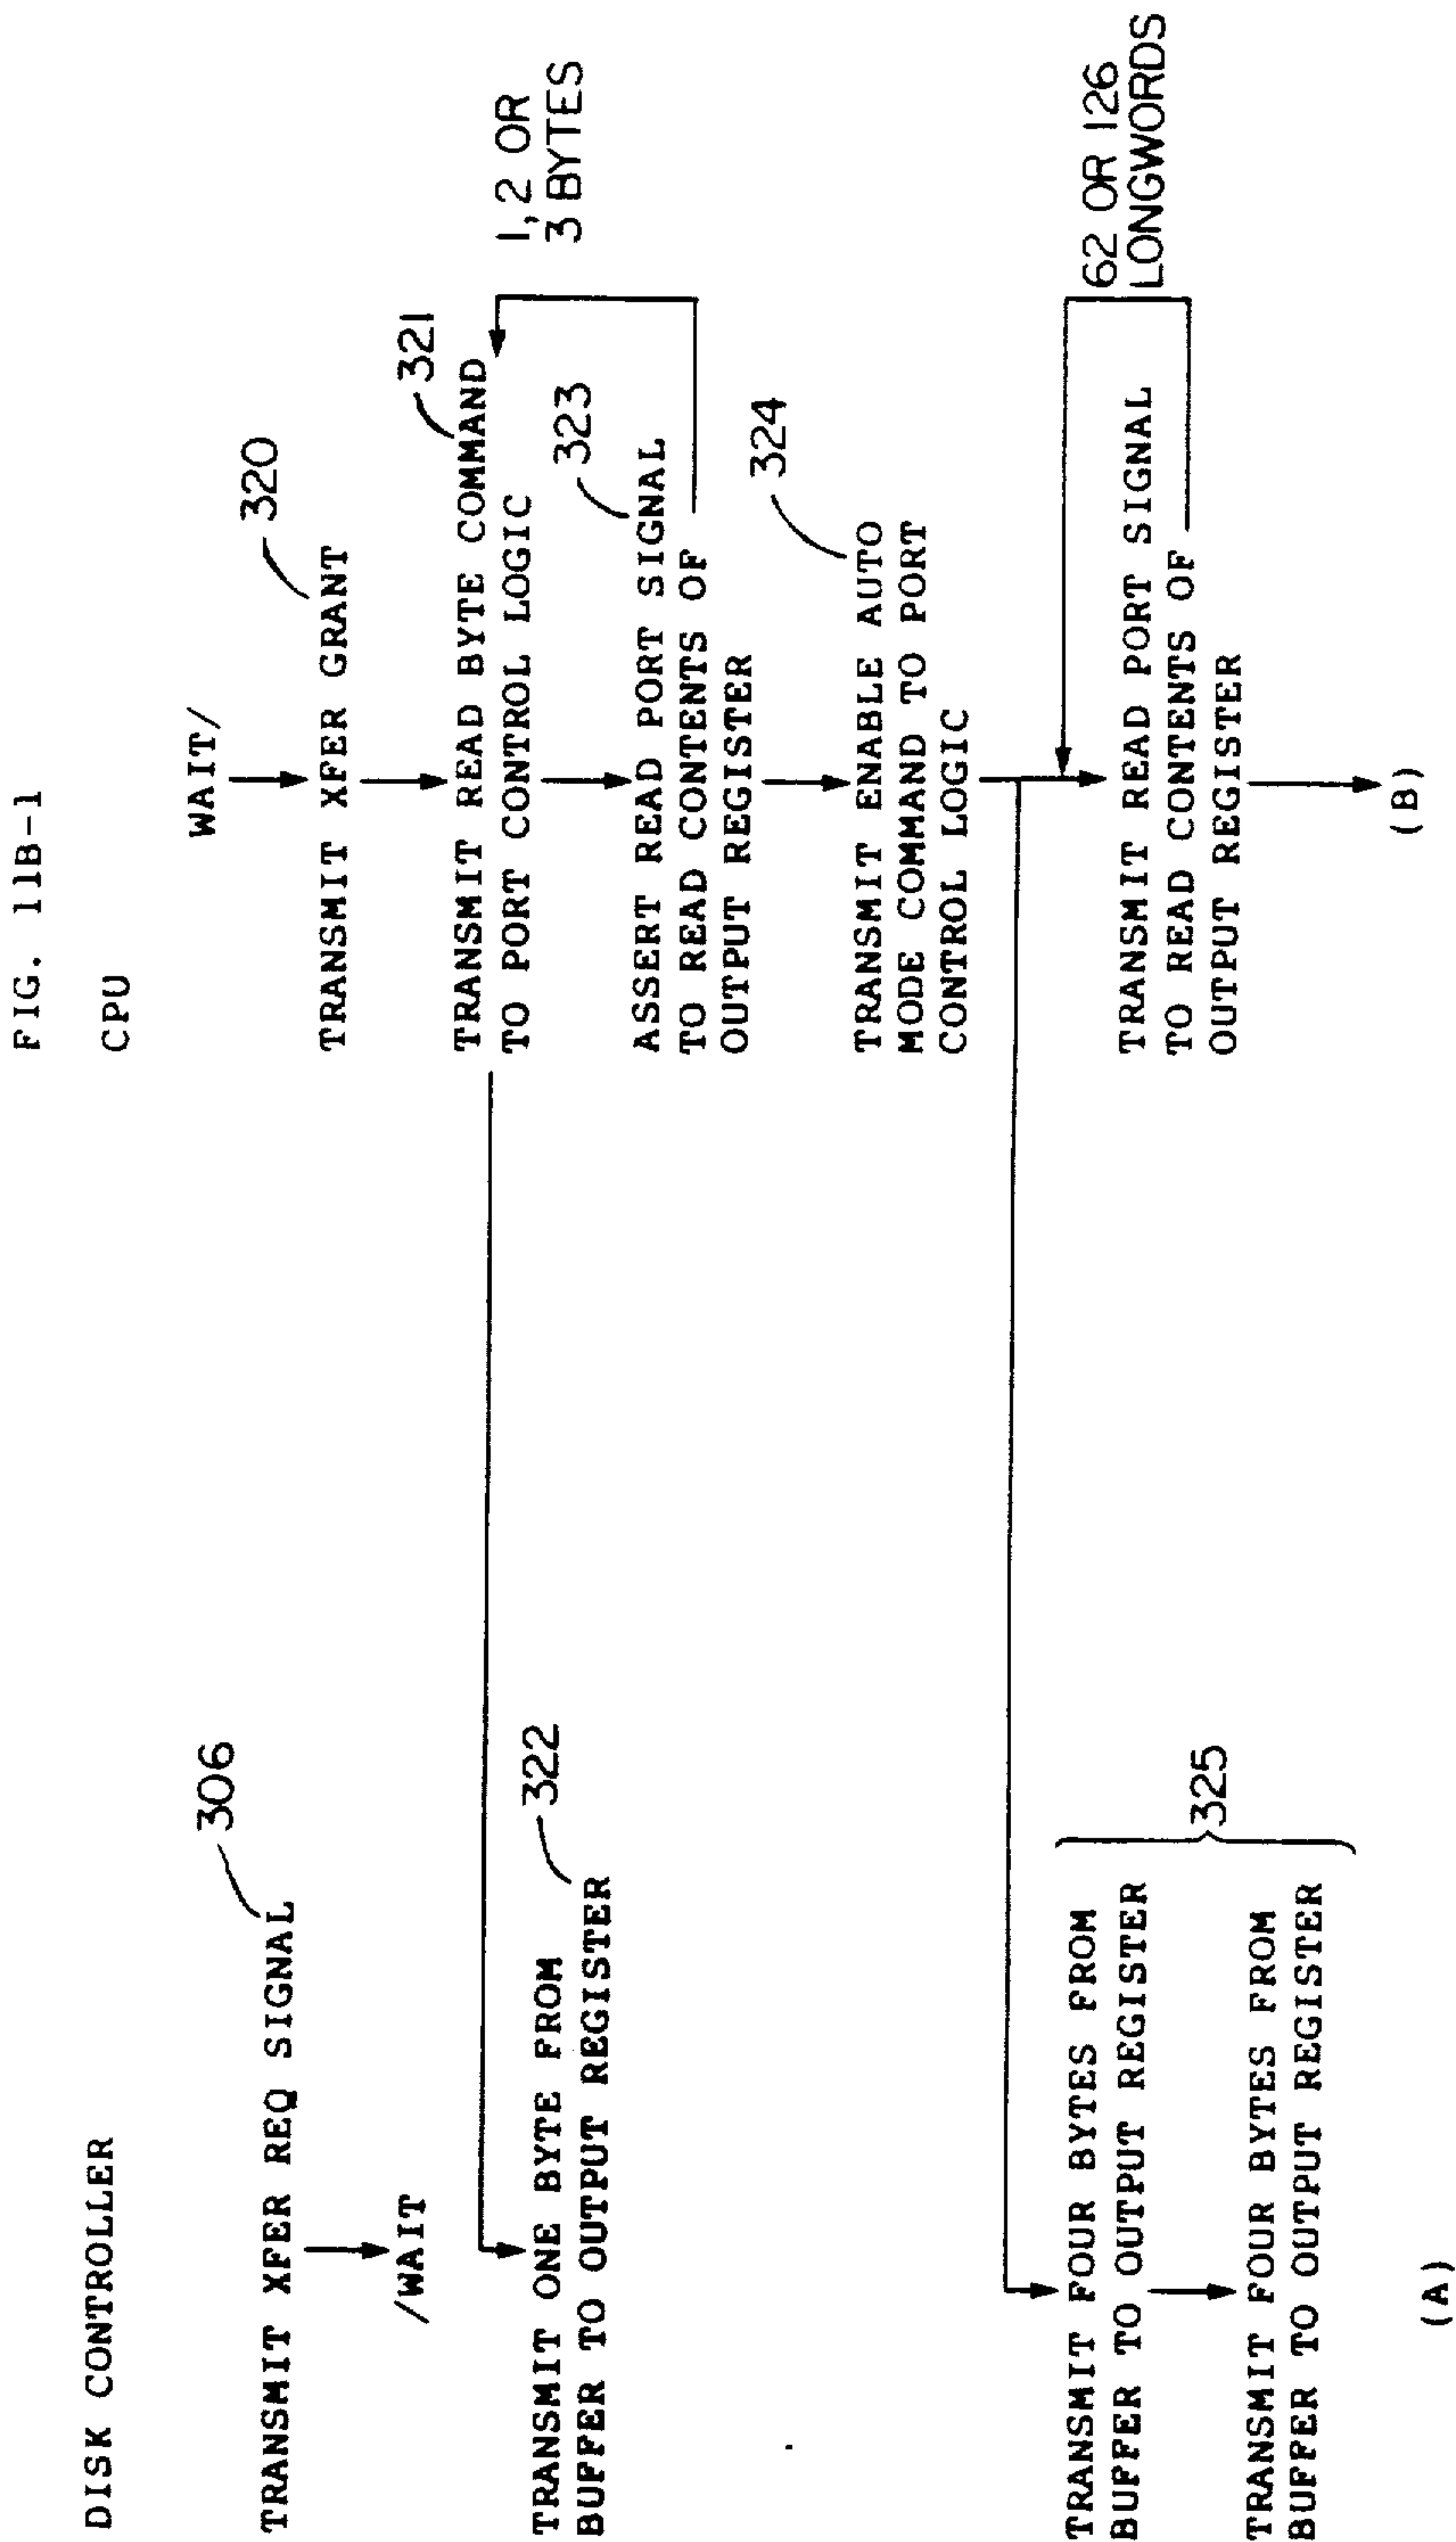 FIG. 11B-1
DISK CONTROLLER
CPU
TRANSMIT XFER REQ SIGNAL
306
/WAIT
WAIT/
TRANSMIT XFER GRANT
320
TRANSMIT READ BYTE COMMAND
TO PORT CONTROL LOGIC
321
1,2 OR
3 BYTES
TRANSMIT ONE BYTE FROM
BUFFER TO OUTPUT REGISTER
322
ASSERT READ PORT SIGNAL
TO READ CONTENTS OF
OUTPUT REGISTER
323
TRANSMIT ENABLE AUTO
MODE COMMAND TO PORT
CONTROL LOGIC
324
TRANSMIT FOUR BYTES FROM
BUFFER TO OUTPUT REGISTER
TRANSMIT FOUR BYTES FROM
BUFFER TO OUTPUT REGISTER
325
TRANSMIT READ PORT SIGNAL
TO READ CONTENTS OF
OUTPUT REGISTER
62 OR 126
LONGWORDS
(A)
(B)